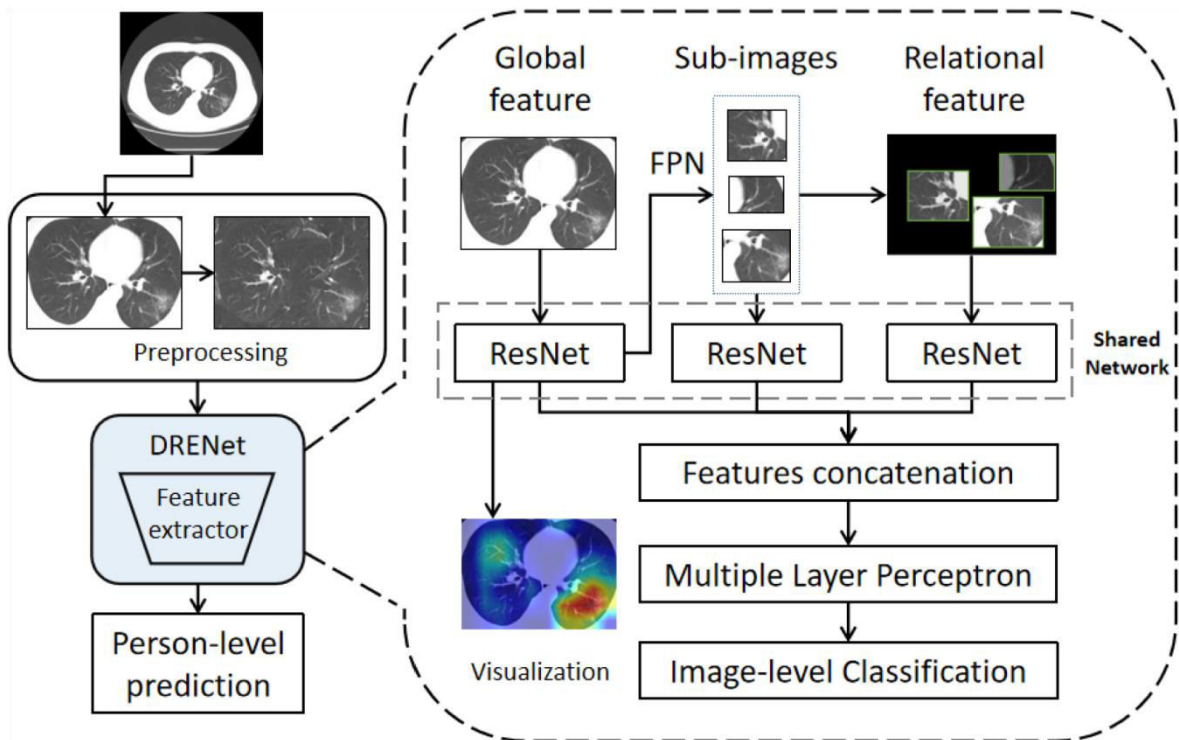 Preprocessing
DRENet
Feature
extractor
Person-level
prediction
Global
feature
Sub-images
Relational
feature
FPN
ResNet
ResNet
ResNet
Shared
Network
Features concatenation
Multiple Layer Perceptron
Image-level Classification
Visualization